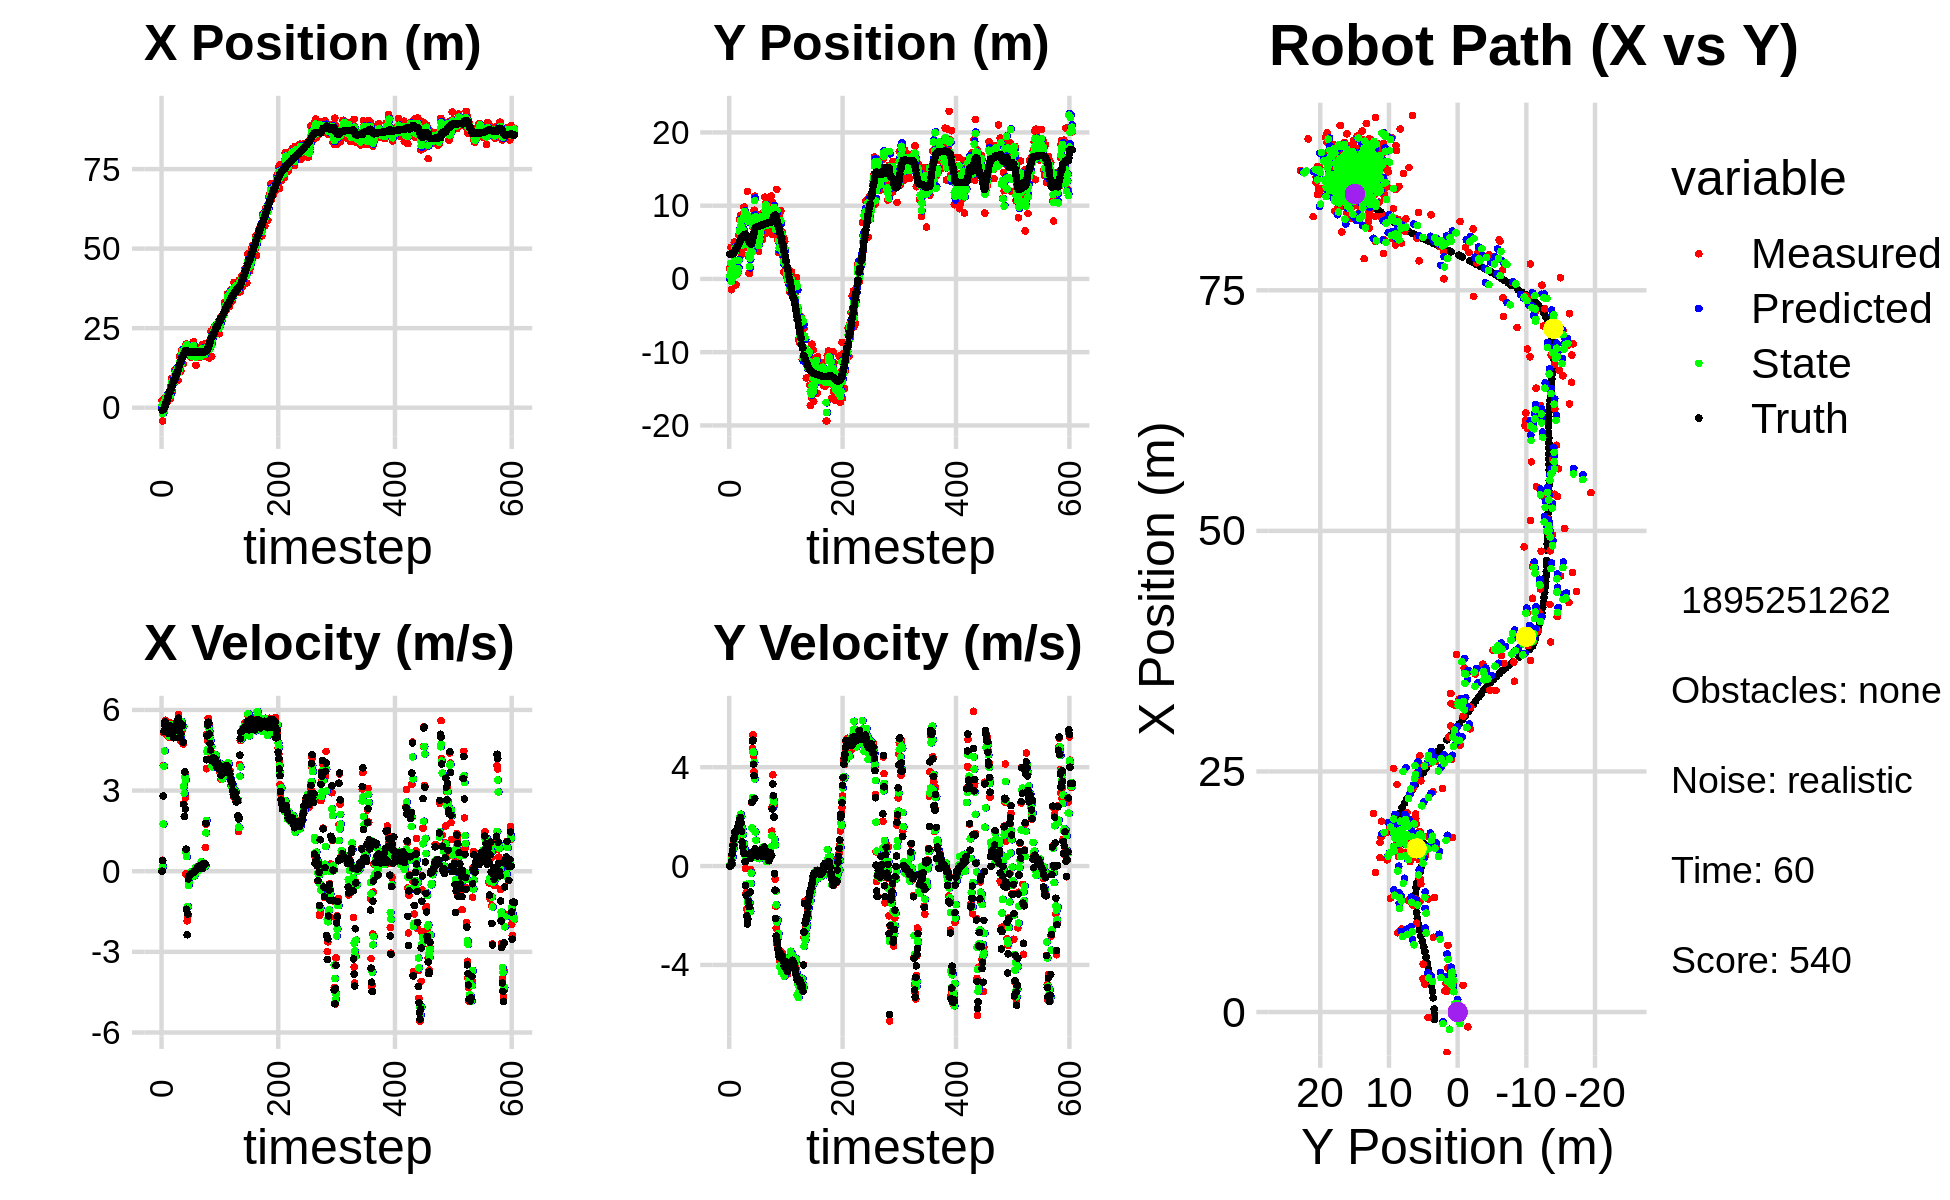 X Position (m)
75
50
25
0
0
200
400
600
timestep
Y Position (m)
20
10
0
-10
-20
0
200
400
600
timestep
X Velocity (m/s)
6
3
0
-3
-6
0
200
400
600
timestep
Y Velocity (m/s)
4
0
-4
0
200
400
600
timestep
Robot Path (X vs Y)
X Position (m)
75
50
25
0
20 10 0 -10 -20
Y Position (m)
variable
Measured
Predicted
State
Truth
1895251262
Obstacles: none
Noise: realistic
Time: 60
Score: 540